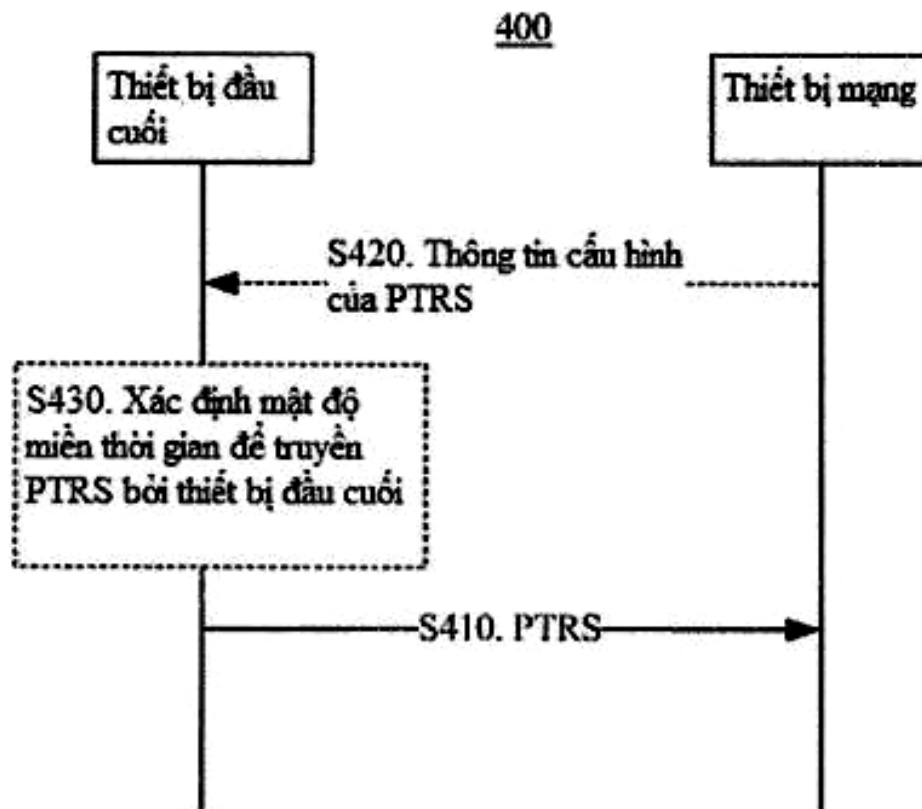 400
Thiết bị đầu
cuối
Thiết bị mạng
S420. Thông tin cấu hình
của PTRS
S430. Xác định mật độ
miền thời gian để truyền
PTRS bởi thiết bị đầu cuối
S410. PTRS